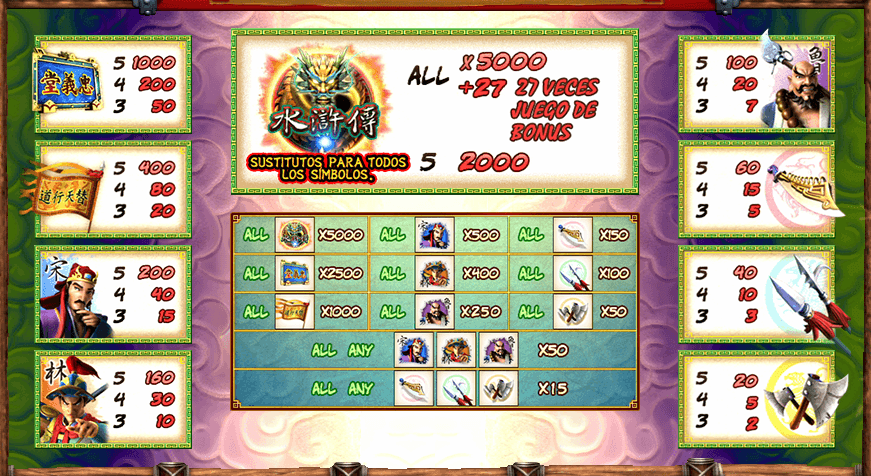 忠義堂
5 1000
4 200
3 50
替天行道
5 400
4 80
3 20
宋
5 200
4 40
3 15
林
5 160
4 30
3 10
水滸傳
SUSTITUTOS PARA TODOS
LOS SÍMBOLOS.
ALL X5000
+27 27 VECES
JUEGO DE
BONUS
5 2000
ALL X5000 ALL X500 ALL X150
ALL X2500 ALL X400 ALL X100
ALL X1000 ALL X250 ALL X50
ALL ANY X50
ALL ANY X15
魯
5 100
4 20
3 7
5 60
4 15
3 5
5 40
4 10
3 3
5 20
4 5
3 2